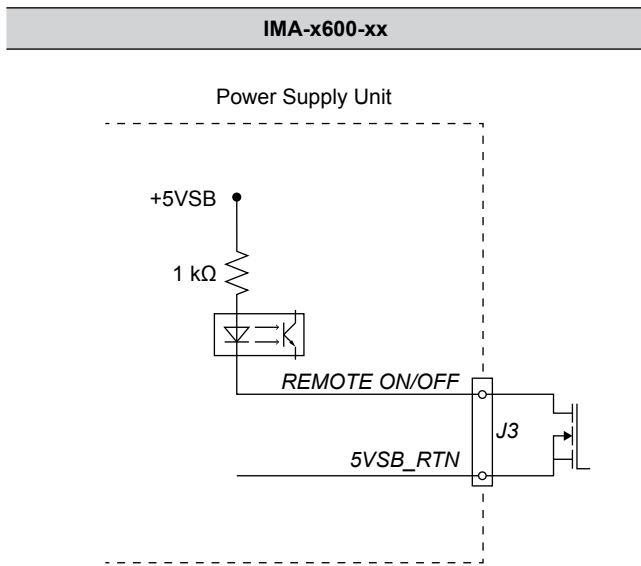 IMA-x600-xx
Power Supply Unit
+5VSB
1 kΩ
REMOTE ON/OFF
J3
5VSB_RTN